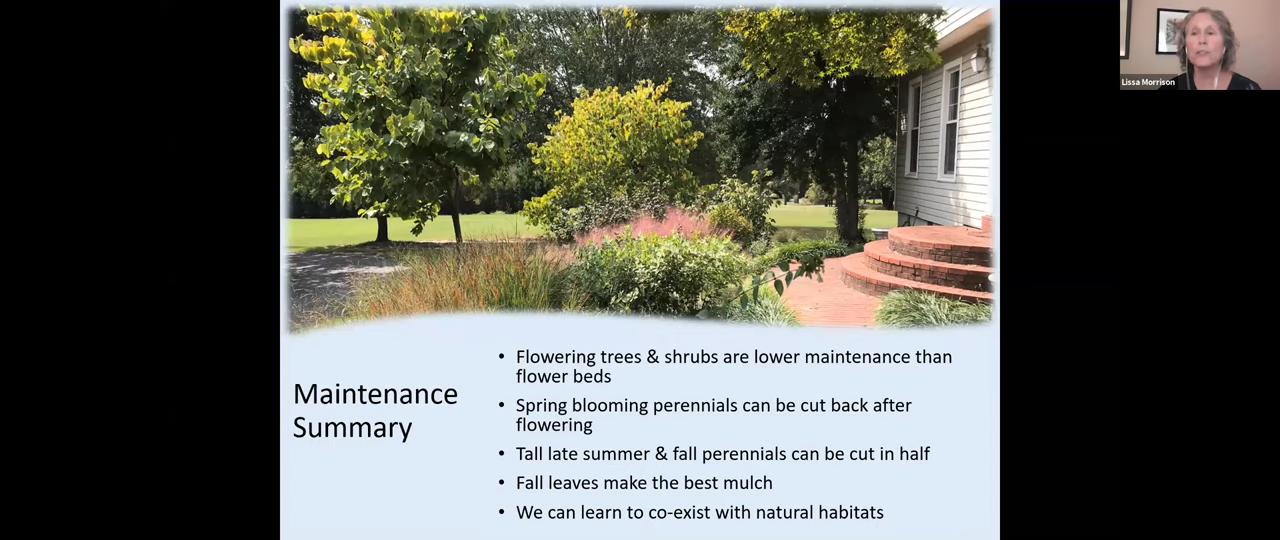 Lissa Morrison
Maintenance
Summary
• Flowering trees & shrubs are lower maintenance than
flower beds
• Spring blooming perennials can be cut back after
flowering
• Tall late summer & fall perennials can be cut in half
• Fall leaves make the best mulch
• We can learn to co-exist with natural habitats